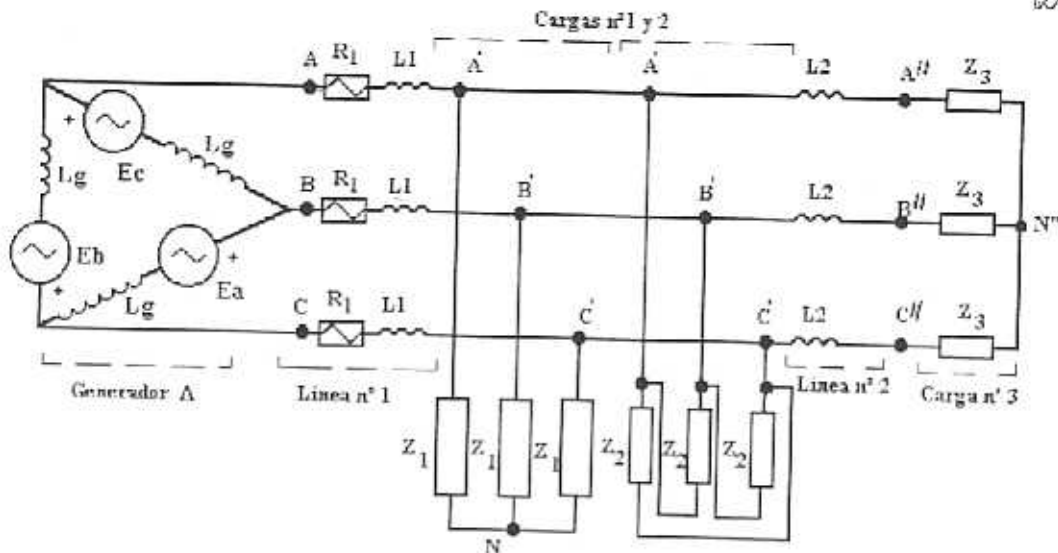 Cargas nº1 y 2
A R1 L1 A' A' L2 A" Z3
+ Ec Lg
Lg B R1 L1 B' B' L2 B" Z3 N"
Eb Ea +
+ Lg
C R1 L1 C' C' L2 C" Z3
Generador A Línea nº 1 Línea nº 2 Carga nº 3
Z1 Z1 Z1 Z2 Z2 Z2
N